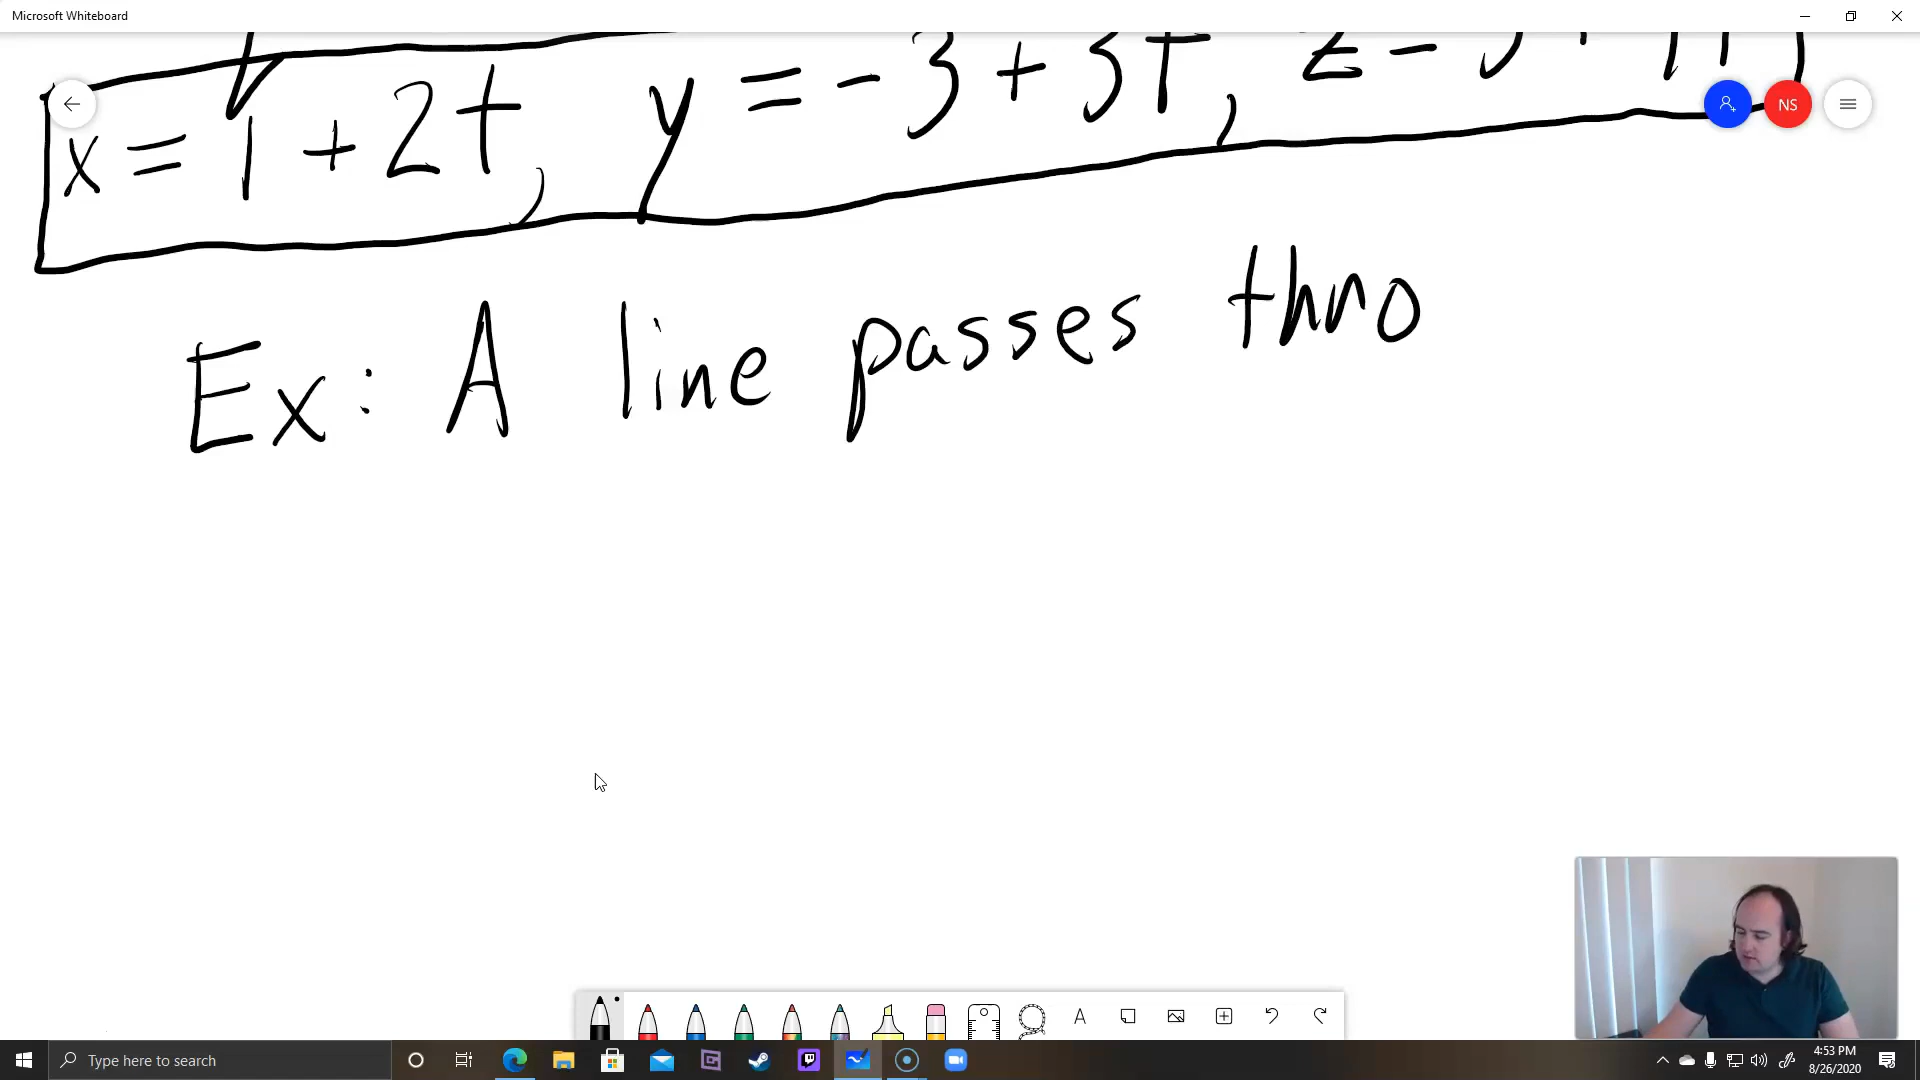 Microsoft Whiteboard
x = 1 + 2t, y = -3 + 3t,
NS
Ex: A line passes thro
A
Type here to search
4:53 PM
8/26/2020